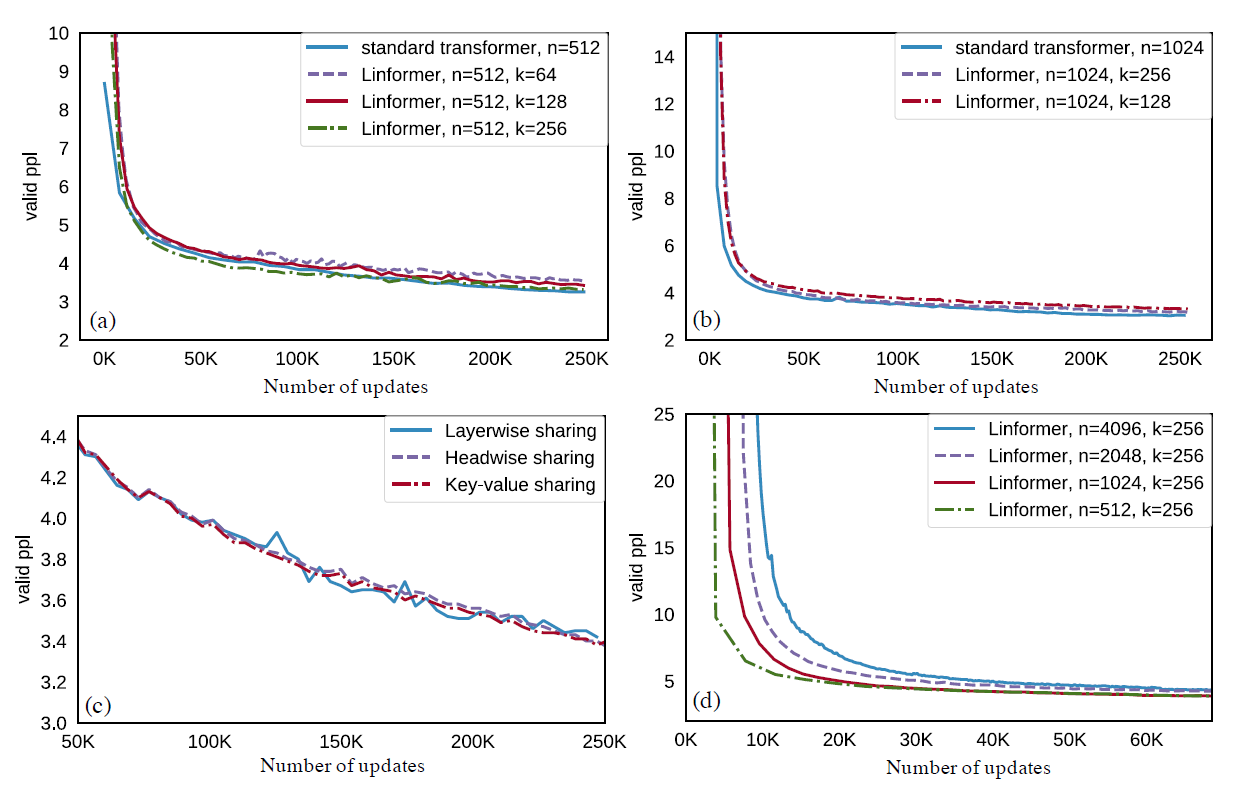 10
9
8
7
6
5
4
3
2
valid ppl
standard transformer, n=512
Linformer, n=512, k=64
Linformer, n=512, k=128
Linformer, n=512, k=256
(a)
0K 50K 100K 150K 200K 250K
Number of updates
14
12
10
8
6
4
2
valid ppl
standard transformer, n=1024
Linformer, n=1024, k=256
Linformer, n=1024, k=128
(b)
0K 50K 100K 150K 200K 250K
Number of updates
4.4
4.2
4.0
3.8
3.6
3.4
3.2
3.0
valid ppl
Layerwise sharing
Headwise sharing
Key-value sharing
(c)
50K 100K 150K 200K 250K
Number of updates
25
20
15
10
5
valid ppl
Linformer, n=4096, k=256
Linformer, n=2048, k=256
Linformer, n=1024, k=256
Linformer, n=512, k=256
(d)
0K 10K 20K 30K 40K 50K 60K
Number of updates